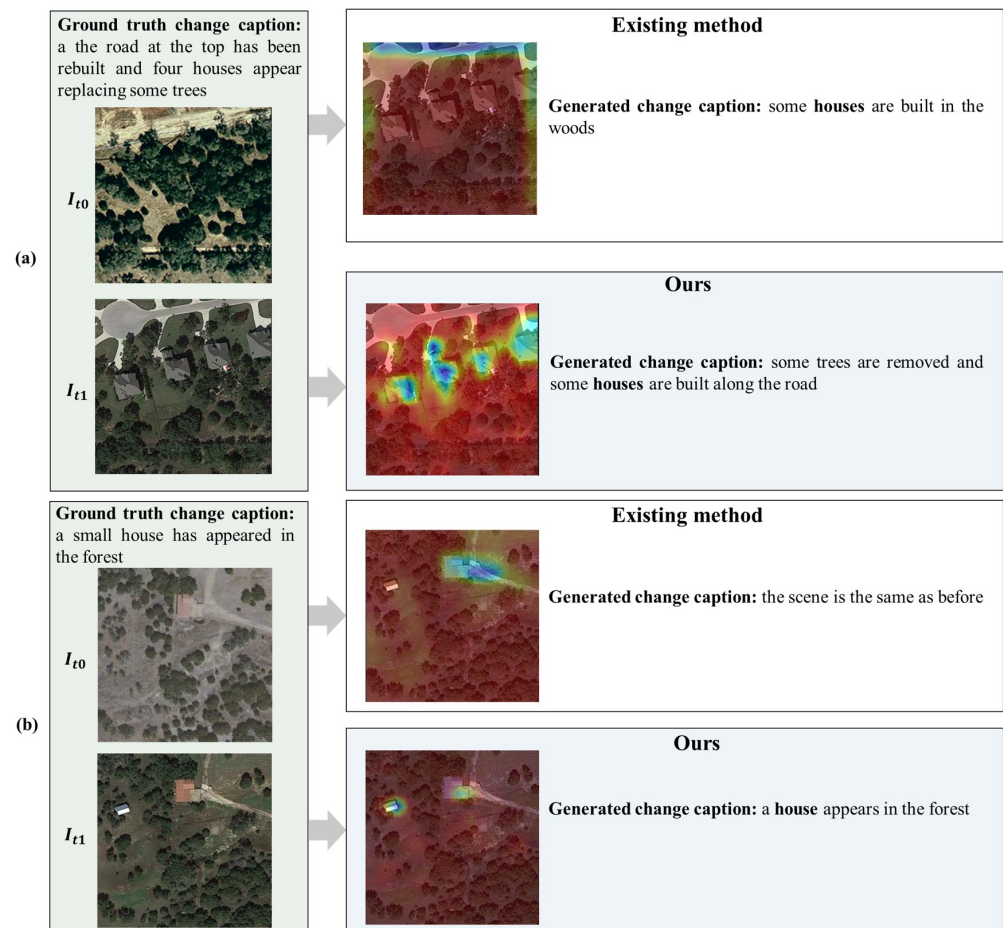 Ground truth change caption:
a the road at the top has been
rebuilt and four houses appear
replacing some trees
I_t0
I_t1
(a)
Existing method
Generated change caption: some houses are built in the
woods
Ours
Generated change caption: some trees are removed and
some houses are built along the road
Ground truth change caption:
a small house has appeared in
the forest
I_t0
I_t1
(b)
Existing method
Generated change caption: the scene is the same as before
Ours
Generated change caption: a house appears in the forest